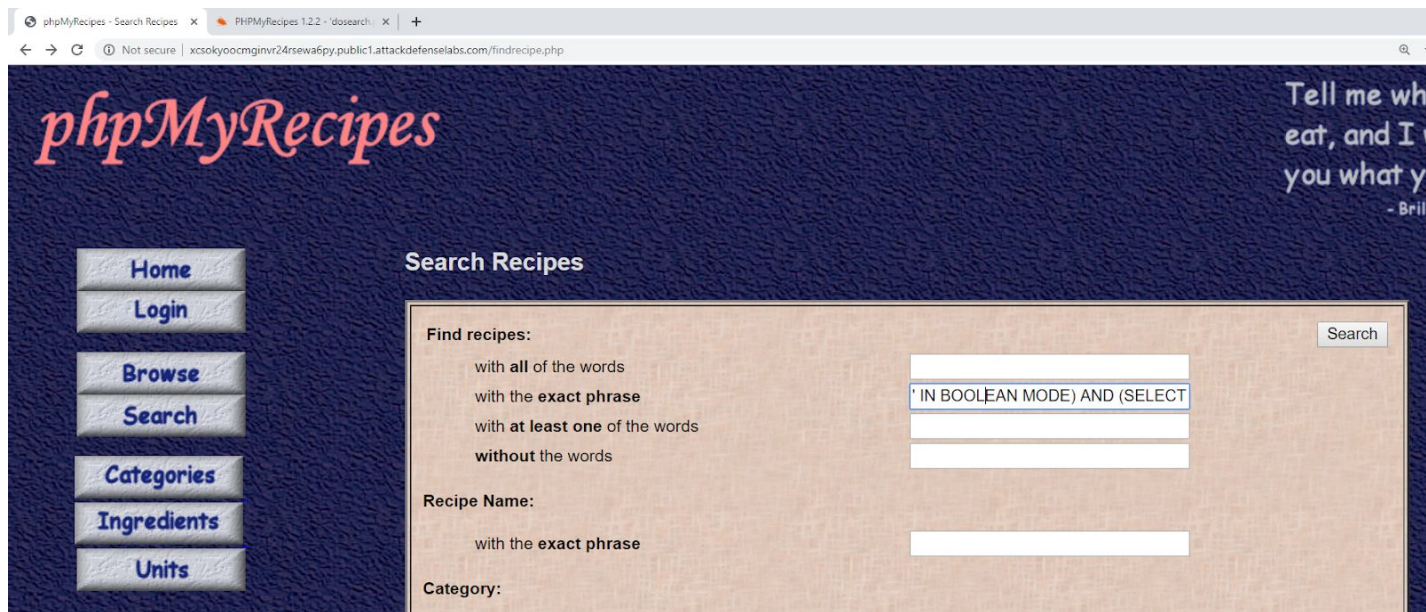 phpMyRecipes - Search Recipes
PHPMyRecipes 1.2.2 - 'dosearch.
Not secure | xcsokyoocmginvr24rsewa6py.public1.attackdefenselabs.com/findrecipe.php
phpMyRecipes
Tell me wh
eat, and I
you what y
- Bril
Home
Login
Browse
Search
Categories
Ingredients
Units
Search Recipes
Find recipes:
Search
with all of the words
with the exact phrase
' IN BOOLEAN MODE) AND (SELECT
with at least one of the words
without the words
Recipe Name:
with the exact phrase
Category: